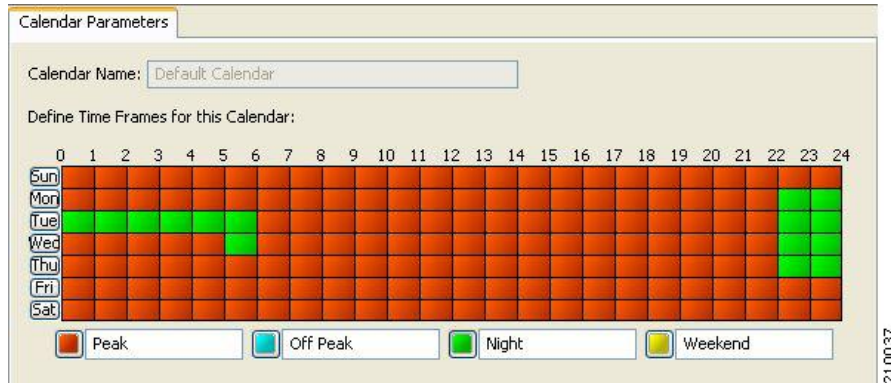 Calendar Parameters
Calendar Name: Default Calendar
Define Time Frames for this Calendar:
0 1 2 3 4 5 6 7 8 9 10 11 12 13 14 15 16 17 18 19 20 21 22 23 24
Sun
Mon
Tue
Wed
Thu
Fri
Sat
Peak Off Peak Night Weekend
210037